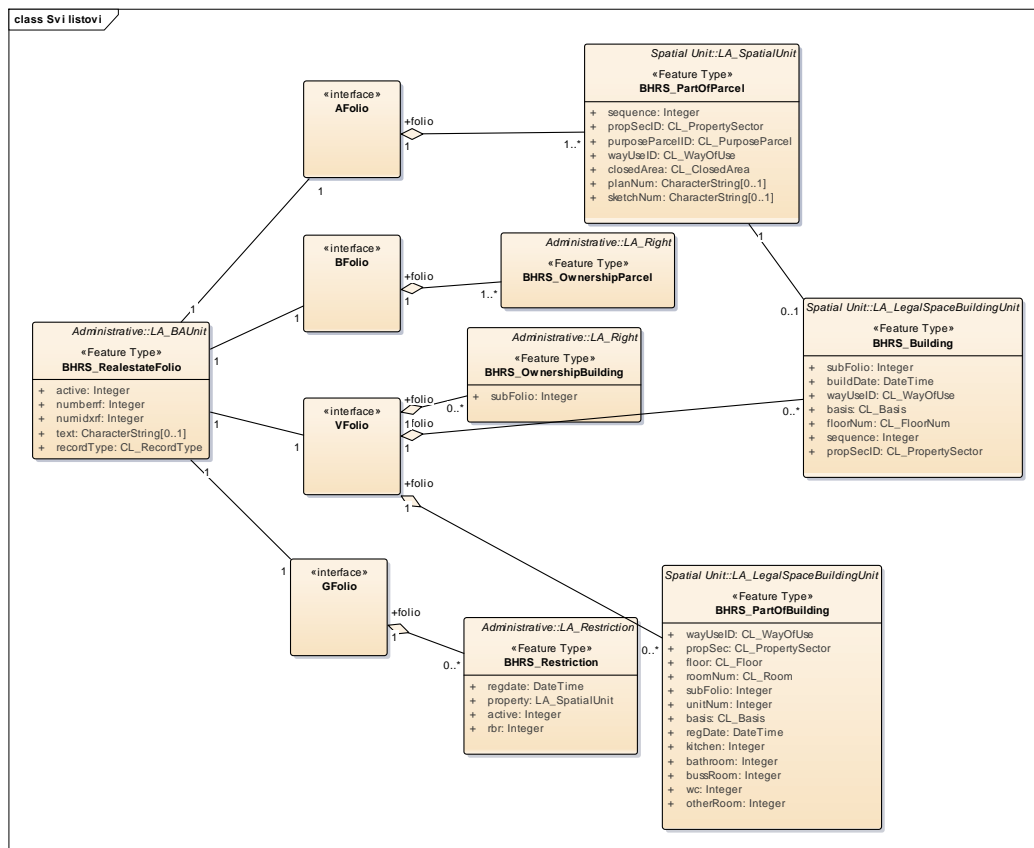 class Svi listovi
«interface»
AFolio
+folio
1
1..*
1
1
Spatial Unit::LA_SpatialUnit
«Feature Type»
BHRS_PartOfParcel
+ sequence: Integer
+ propSecID: CL_PropertySector
+ purposeParcelID: CL_PurposeParcel
+ wayUseID: CL_WayOfUse
+ closedArea: CL_ClosedArea
+ planNum: CharacterString[0..1]
+ sketchNum: CharacterString[0..1]
1
0..1
«interface»
BFolio
+folio
1
1..*
1
1
Administrative::LA_Right
«Feature Type»
BHRS_OwnershipParcel
Administrative::LA_BAUnit
«Feature Type»
BHRS_RealestateFolio
+ active: Integer
+ numberrf: Integer
+ numidxrf: Integer
+ text: CharacterString[0..1]
+ recordType: CL_RecordType
Administrative::LA_Right
«Feature Type»
BHRS_OwnershipBuilding
+ subFolio: Integer
Spatial Unit::LA_LegalSpaceBuildingUnit
«Feature Type»
BHRS_Building
+ subFolio: Integer
+ buildDate: DateTime
+ wayUseID: CL_WayOfUse
+ basis: CL_Basis
+ floorNum: CL_FloorNum
+ sequence: Integer
+ propSecID: CL_PropertySector
«interface»
VFolio
+folio
1
0..*
+folio
1
0..*
+folio
1
0..*
1
1
«interface»
GFolio
+folio
1
0..*
1
1
Administrative::LA_Restriction
«Feature Type»
BHRS_Restriction
+ regdate: DateTime
+ property: LA_SpatialUnit
+ active: Integer
+ rbr: Integer
Spatial Unit::LA_LegalSpaceBuildingUnit
«Feature Type»
BHRS_PartOfBuilding
+ wayUseID: CL_WayOfUse
+ propSec: CL_PropertySector
+ floor: CL_Floor
+ roomNum: CL_Room
+ subFolio: Integer
+ unitNum: Integer
+ basis: CL_Basis
+ regDate: DateTime
+ kitchen: Integer
+ bathroom: Integer
+ bussRoom: Integer
+ wc: Integer
+ otherRoom: Integer